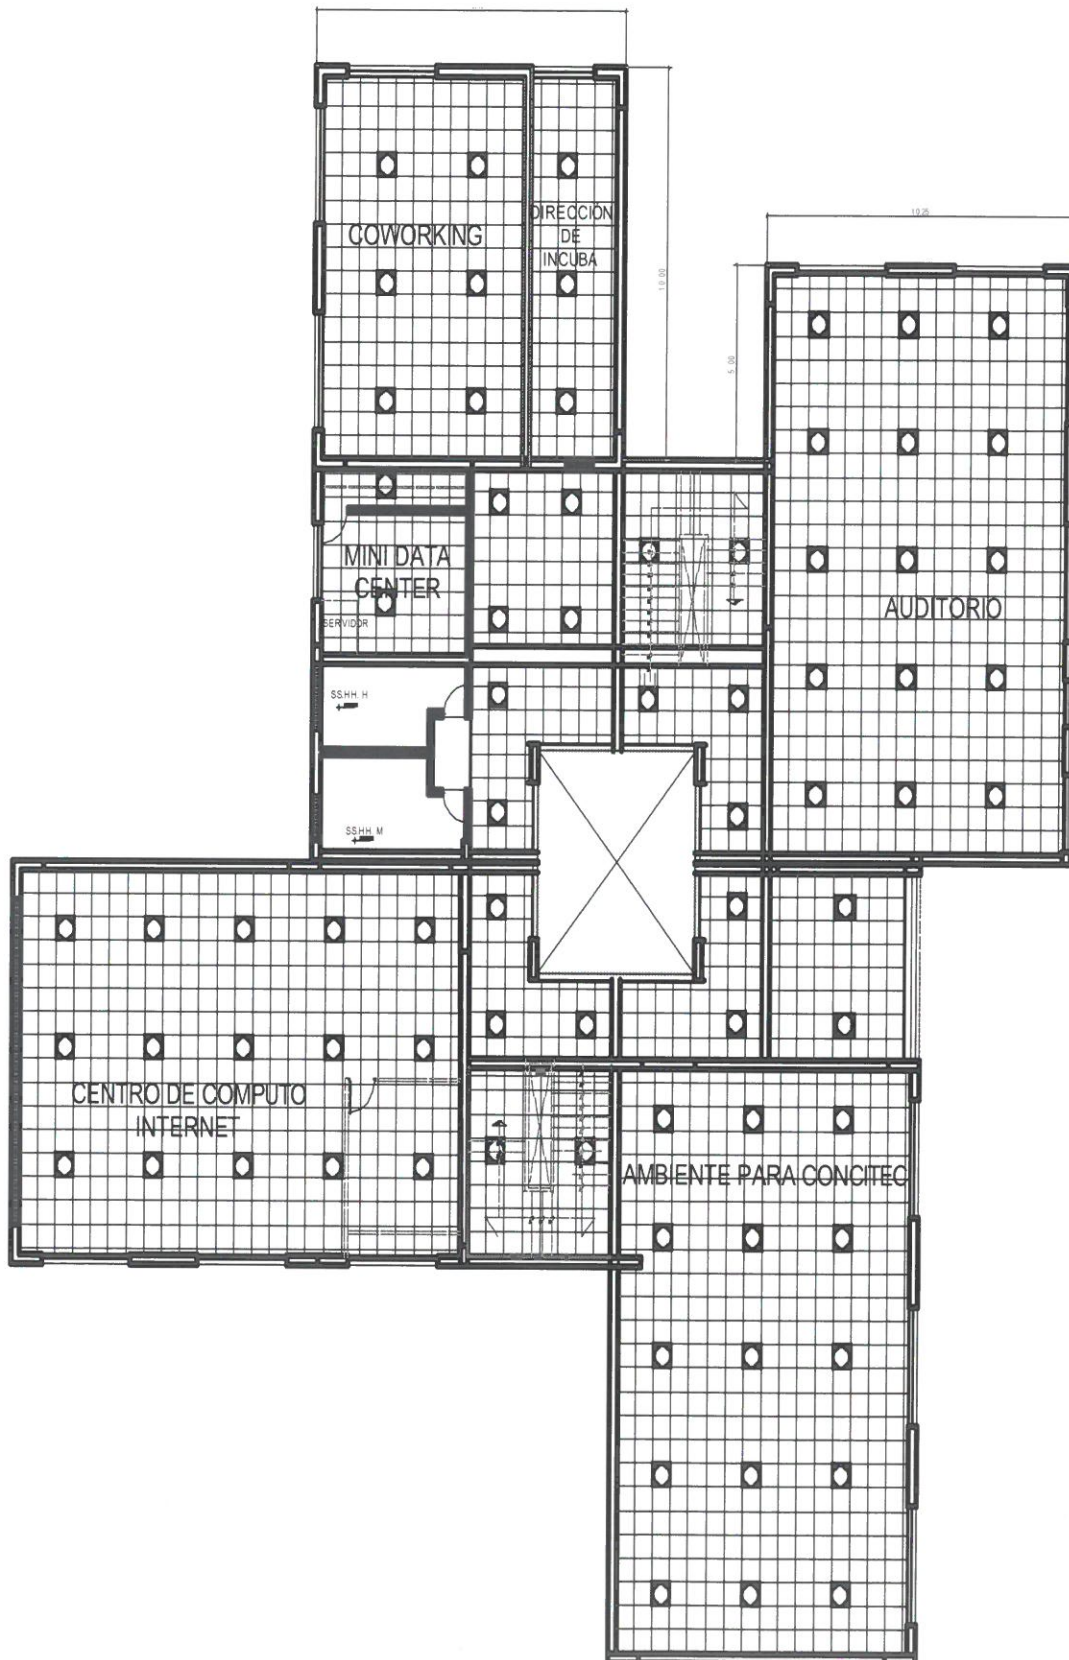 COWORKING
DIRECCIÓN
DE
INCUBA
10.00
10.25
5.00
MINI DATA
CENTER
SERVIDOR
AUDITORIO
SS.HH. H
SS.HH. M
CENTRO DE COMPUTO
INTERNET
AMBIENTE PARA CONCITEC